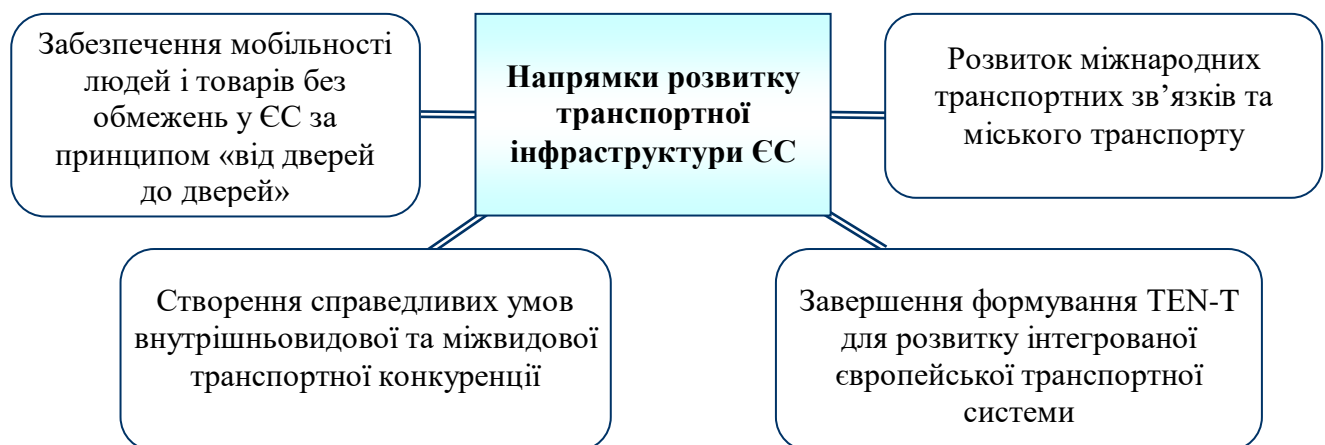 Забезпечення мобільності
людей і товарів без
обмежень у ЄС за
принципом «від дверей
до дверей»
Напрямки розвитку
транспортної
інфраструктури ЄС
Розвиток міжнародних
транспортних зв’язків та
міського транспорту
Створення справедливих умов
внутрішньовидової та міжвидової
транспортної конкуренції
Завершення формування TEN-T
для розвитку інтегрованої
європейської транспортної
системи